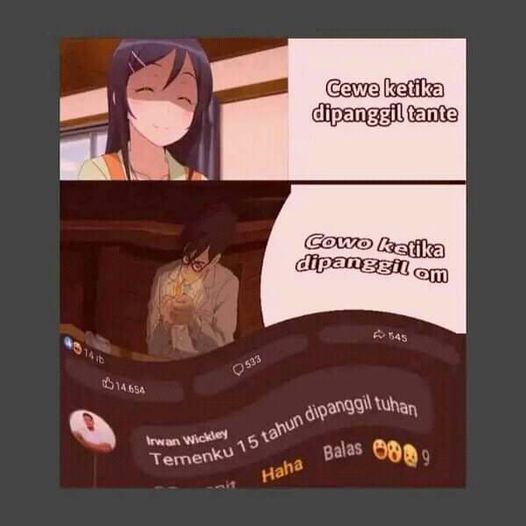 Cewe ketika
dipanggil tante
Cowo ketika
dipanggil om
14 rb
14.654
533
545
Irwan Wickley
Temenku 15 tahun dipanggil tuhan
Haha Balas 9